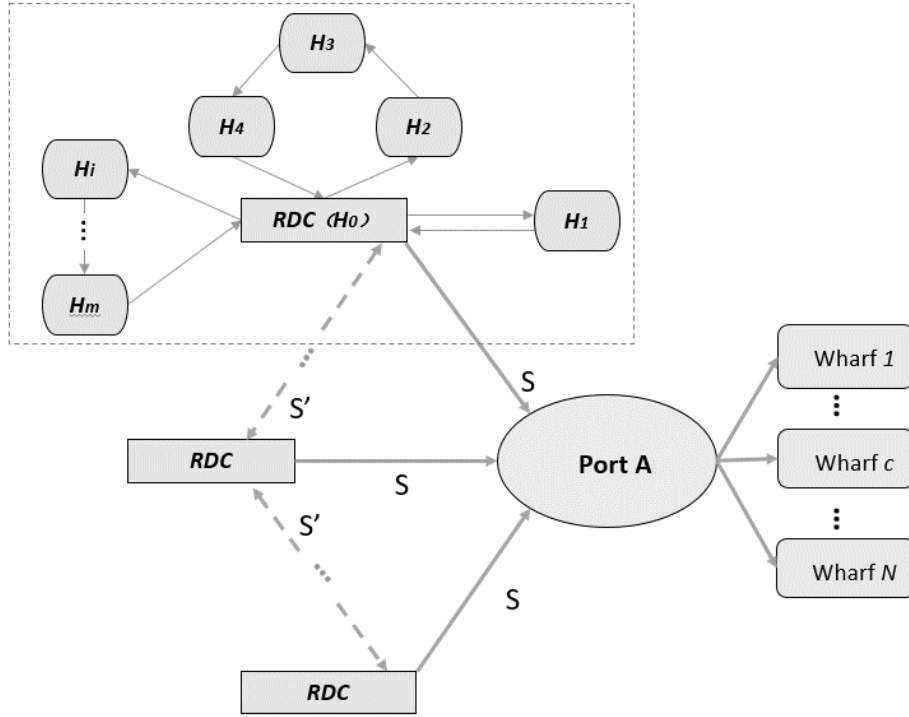 H3
H4
H2
Hi
⋮
RDC（H0）
H1
Hm
⋮
S
S’
Wharf 1
⋮
RDC
S
Port A
Wharf c
S’
⋮
⋮
Wharf N
S
RDC